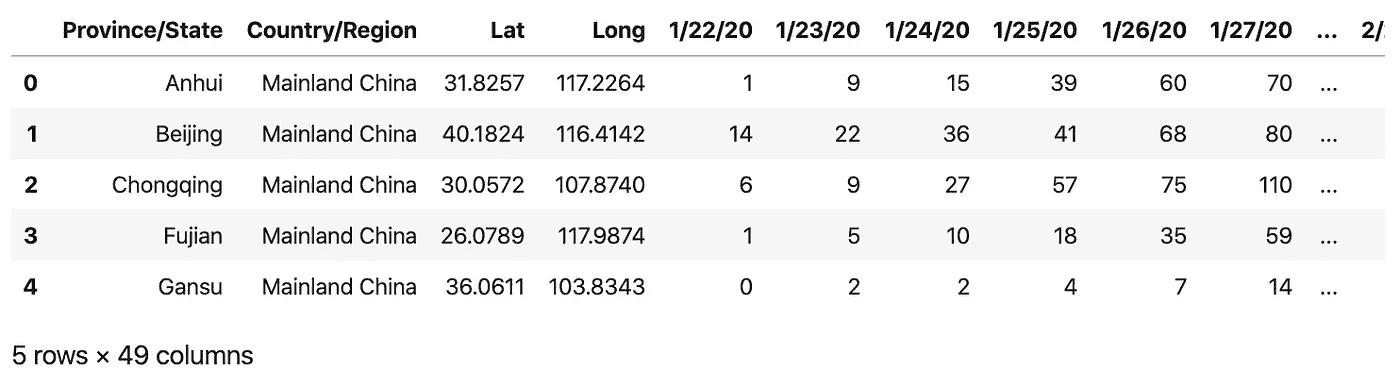 Province/State Country/Region Lat Long 1/22/20 1/23/20 1/24/20 1/25/20 1/26/20 1/27/20 ... 2/
0 Anhui Mainland China 31.8257 117.2264 1 9 15 39 60 70 ...
1 Beijing Mainland China 40.1824 116.4142 14 22 36 41 68 80 ...
2 Chongqing Mainland China 30.0572 107.8740 6 9 27 57 75 110 ...
3 Fujian Mainland China 26.0789 117.9874 1 5 10 18 35 59 ...
4 Gansu Mainland China 36.0611 103.8343 0 2 2 4 7 14 ...
5 rows × 49 columns